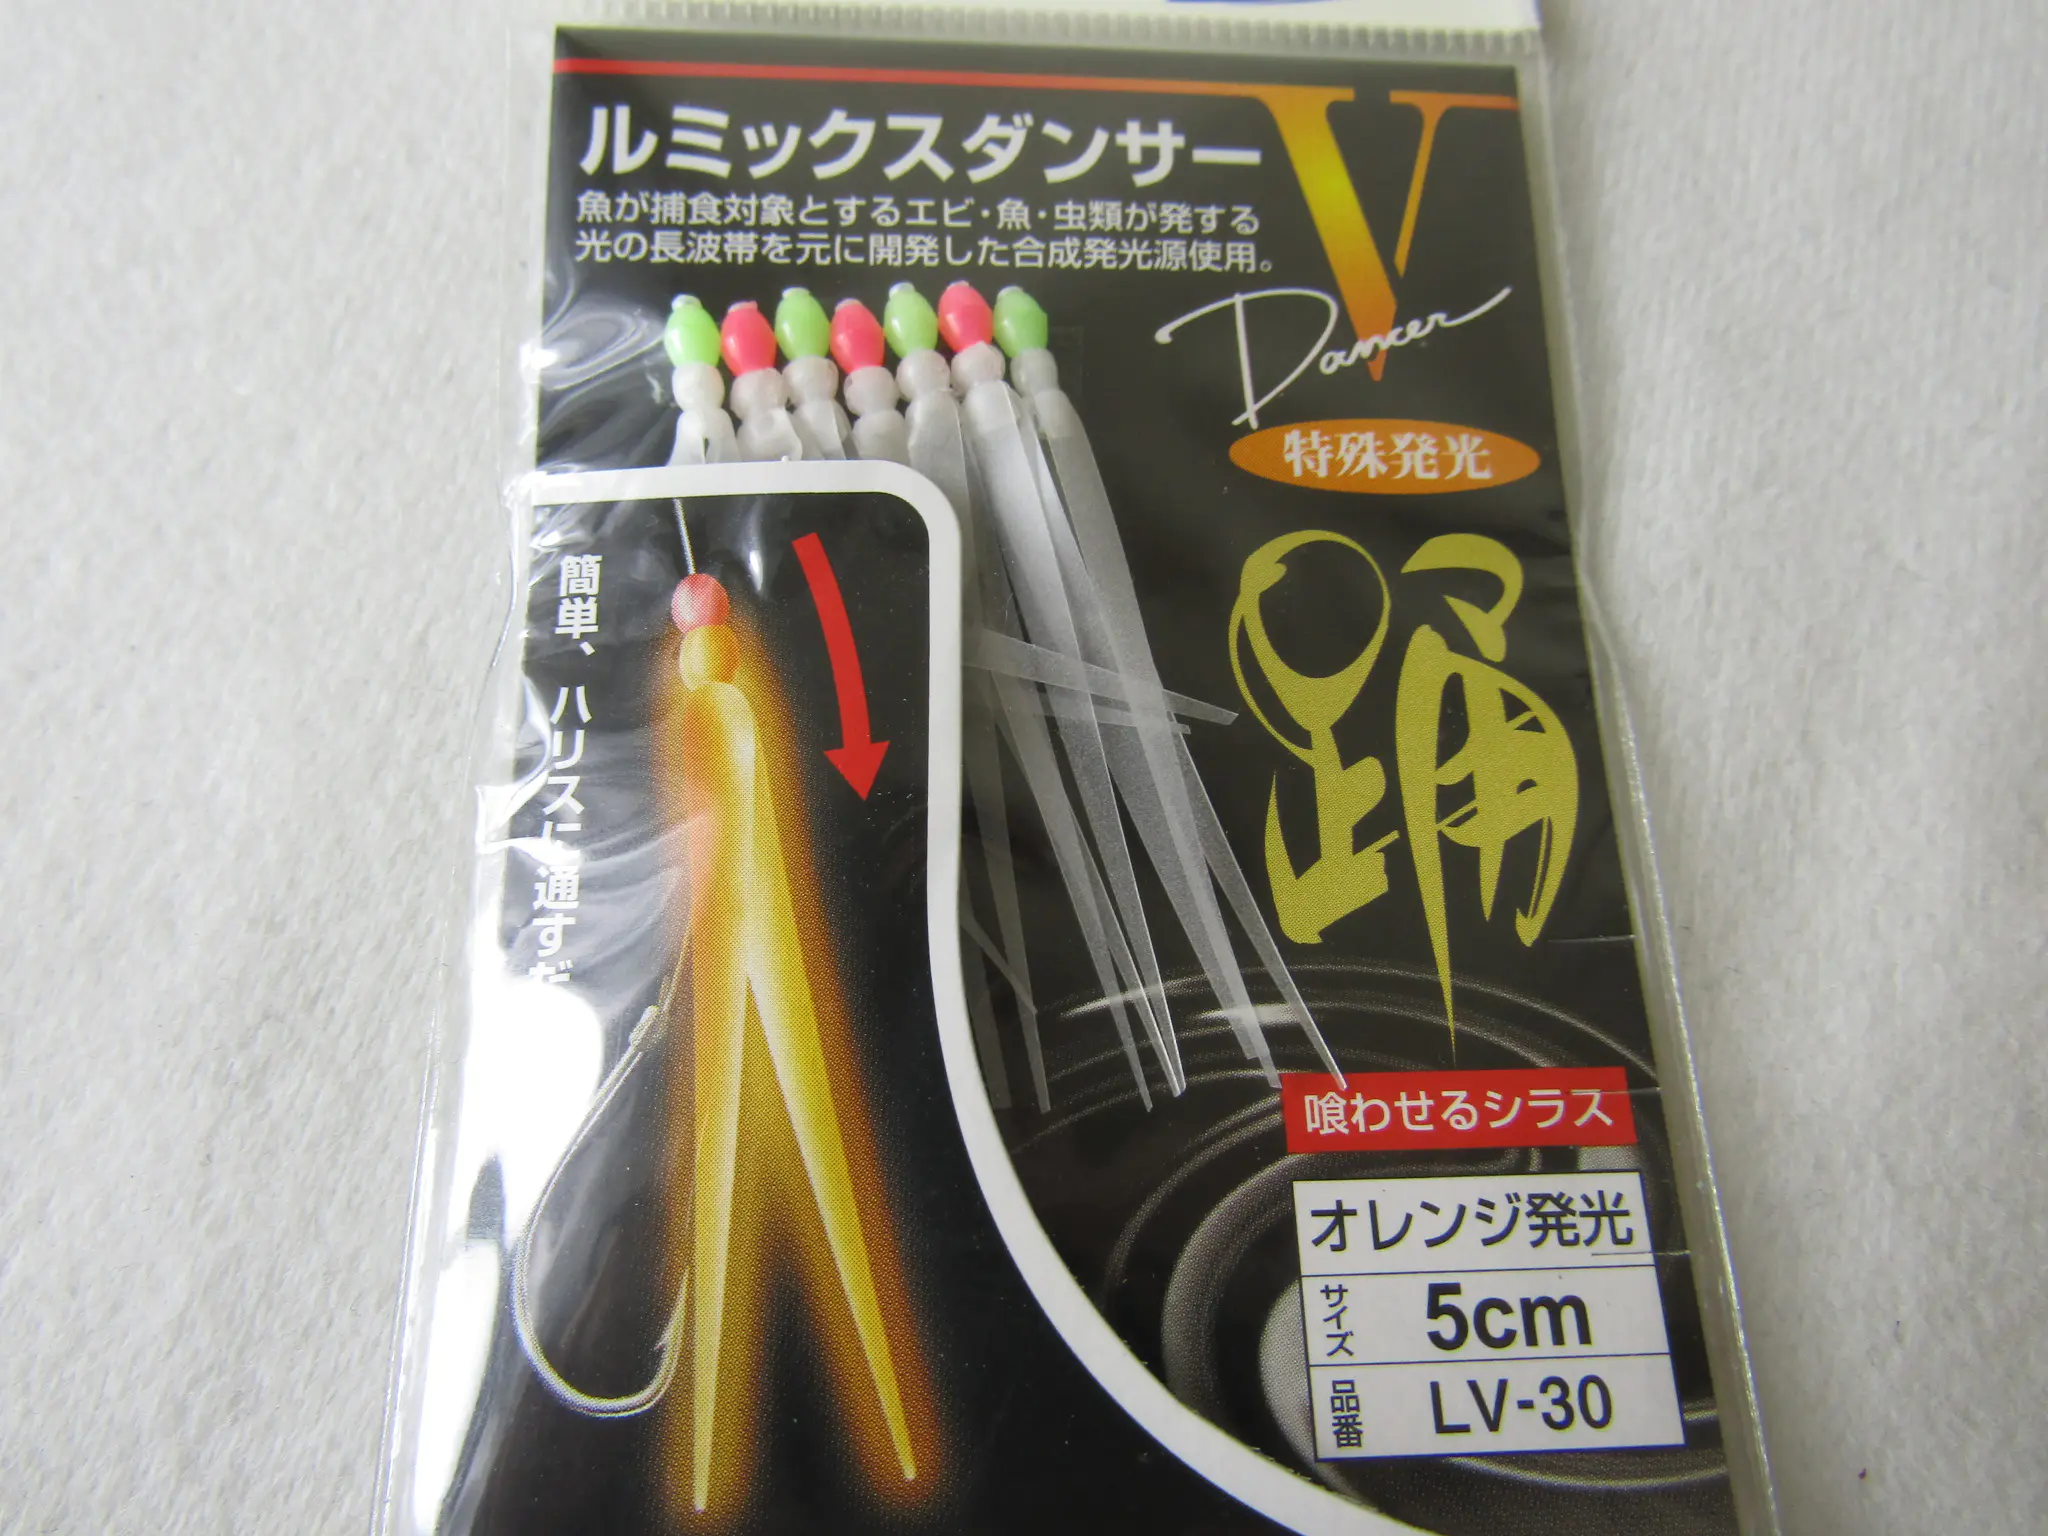 ルミックスダンサー
V
魚が捕食対象とするエビ・魚・虫類が発する
光の長波帯を元に開発した合成発光源使用。
Dancer
特殊発光
踊
簡単、ハリスに通すだ
喰わせるシラス
オレンジ発光
サイズ 5cm
品番 LV-30